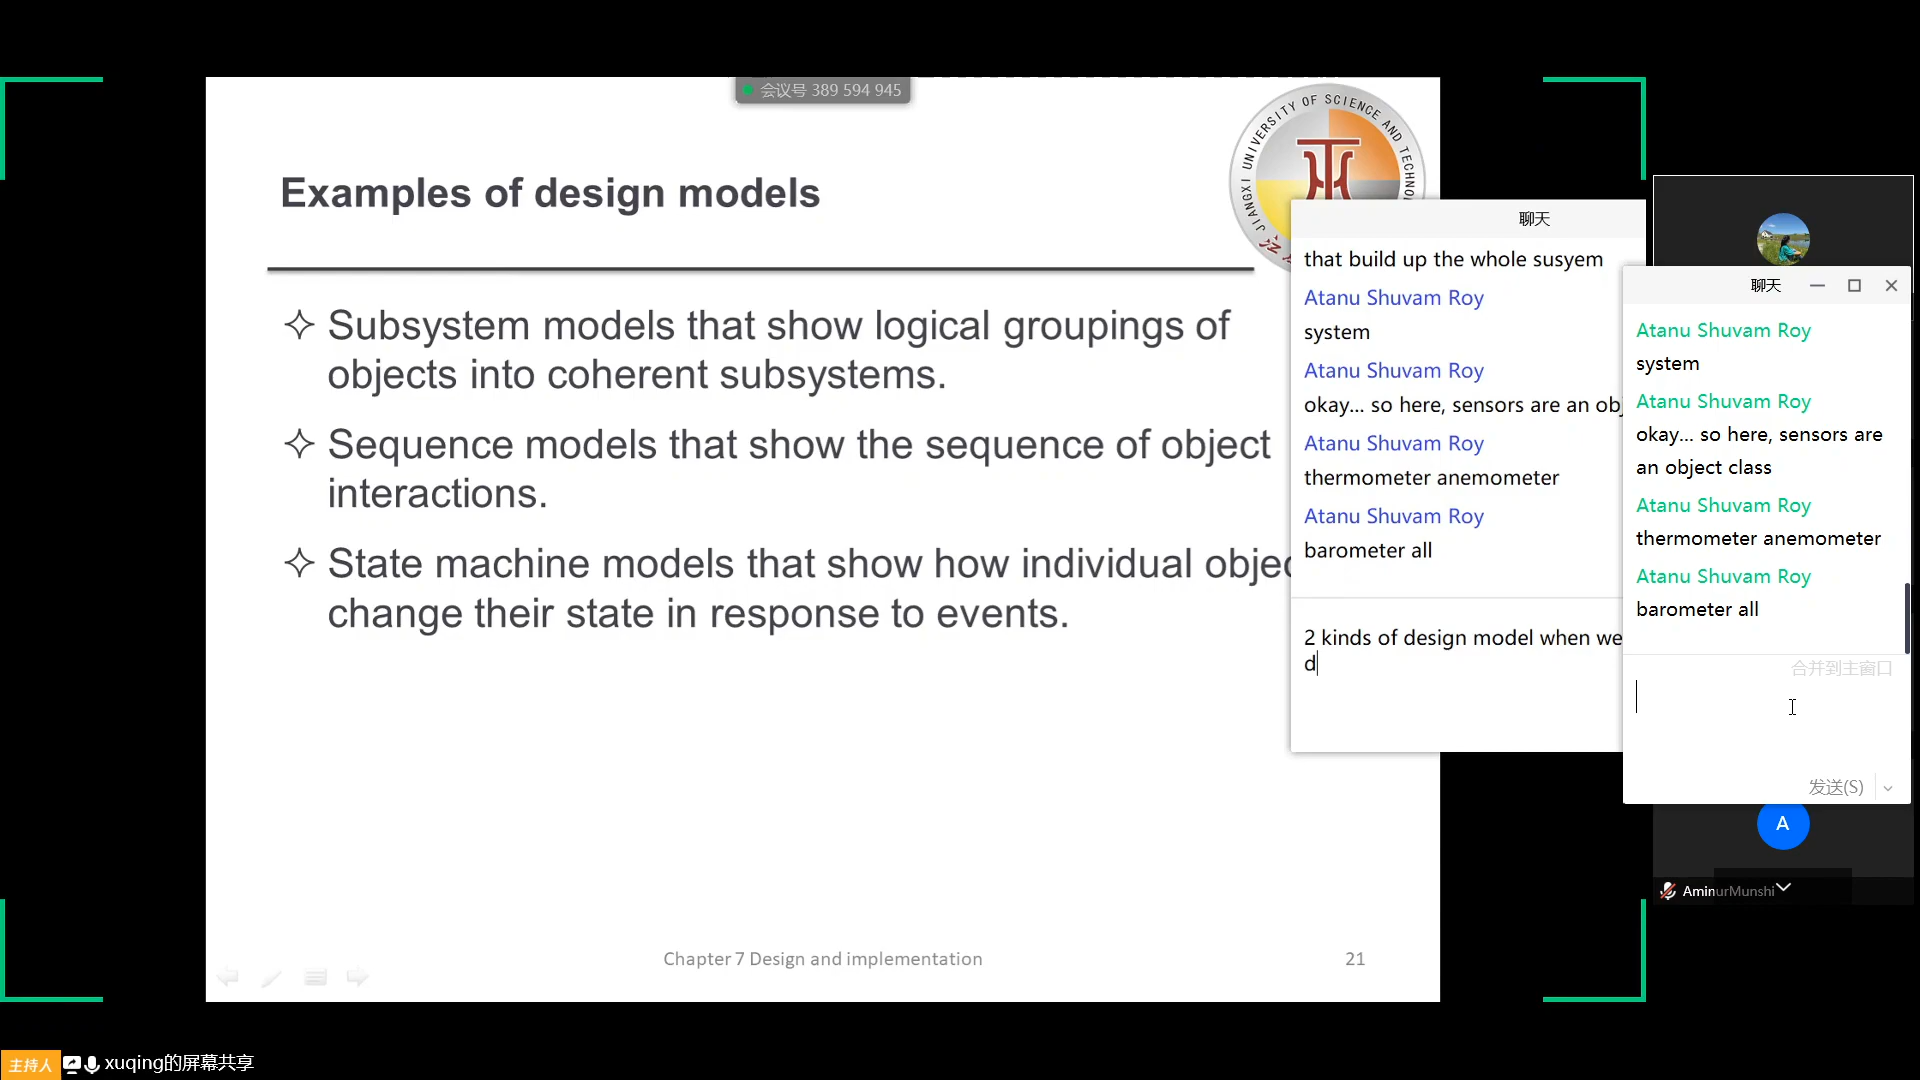 会议号 389 594 945
JIANGXI UNIVERSITY OF SCIENCE AND
Examples of design models
Subsystem models that show logical groupings of
objects into coherent subsystems.
Sequence models that show the sequence of object
interactions.
State machine models that show how individual
change their state in response to events.
Chapter 7 Design and implementation
21
聊天
that build up the whole susyem
Atanu Shuvam Roy
system
Atanu Shuvam Roy
okay... so here, sensors are an
Atanu Shuvam Roy
thermometer anemometer
Atanu Shuvam Roy
barometer all
2 kinds of design model when we
d
聊天
Atanu Shuvam Roy
system
Atanu Shuvam Roy
okay... so here, sensors are
an object class
Atanu Shuvam Roy
thermometer anemometer
Atanu Shuvam Roy
barometer all
合并到主窗口
发送(S)
A
AminurMunshi
主持人 xuqing的屏幕共享